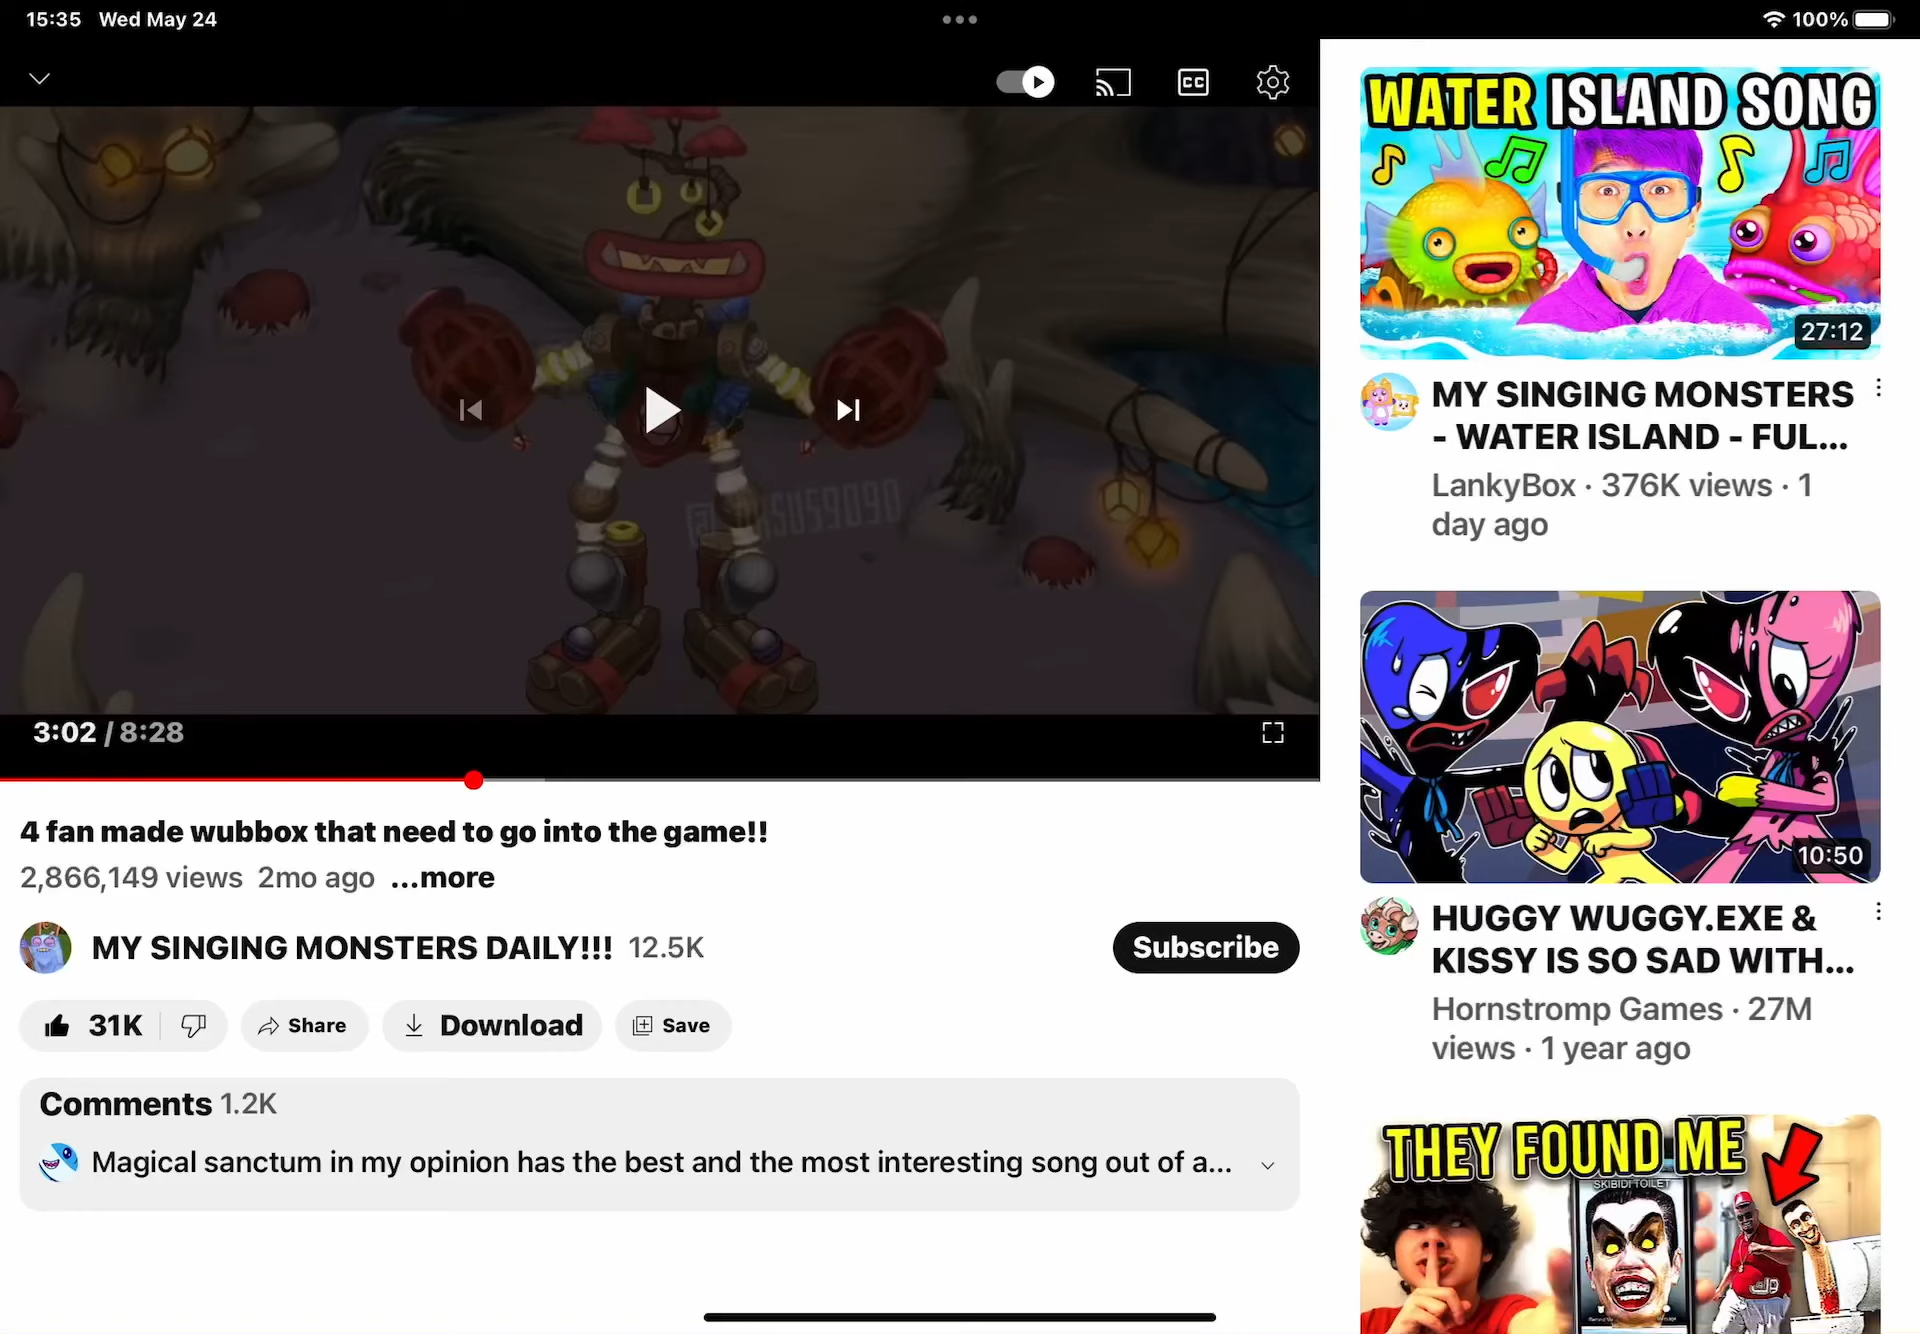 15:35 Wed May 24
100%
CC
3:02 / 8:28
4 fan made wubbox that need to go into the game!!
2,866,149 views 2mo ago ...more
MY SINGING MONSTERS DAILY!!! 12.5K
Subscribe
31K
Share
Download
Save
Comments 1.2K
Magical sanctum in my opinion has the best and the most interesting song out of a...
WATER ISLAND SONG
27:12
MY SINGING MONSTERS
- WATER ISLAND - FUL...
LankyBox · 376K views · 1
day ago
10:50
HUGGY WUGGY.EXE &
KISSY IS SO SAD WITH...
Hornstromp Games · 27M
views · 1 year ago
THEY FOUND ME
SKIBIDI TOILET